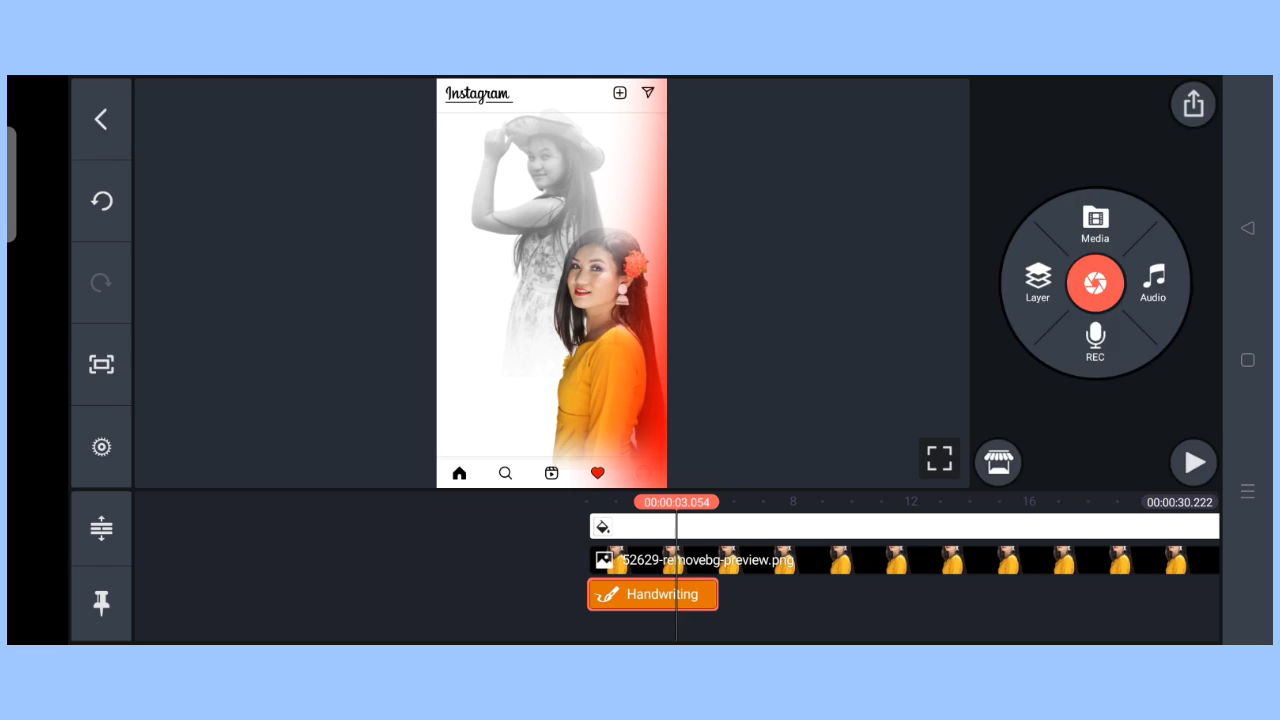 Instagram
Media
Layer
Audio
REC
00:00:03.054
8
12
16
00:00:30.222
52629-removebg-preview.png
Handwriting